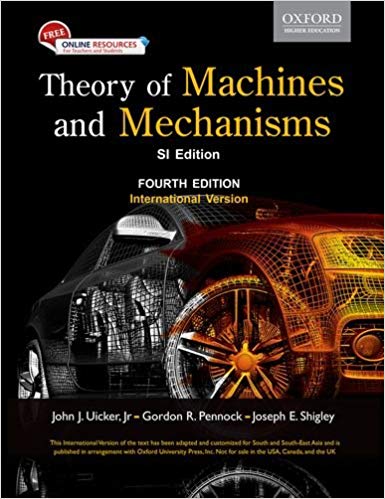 FREE
ONLINE RESOURCES
For Teachers and Students
OXFORD
HIGHER EDUCATION
Theory of Machines
and Mechanisms
SI Edition
FOURTH EDITION
International Version
John J. Uicker, Jr – Gordon R. Pennock – Joseph E. Shigley
This International Version of the text has been adapted and customized for South and South-East Asia and is
published in arrangement with Oxford University Press, Inc. Not for sale in the USA, Canada, and the UK